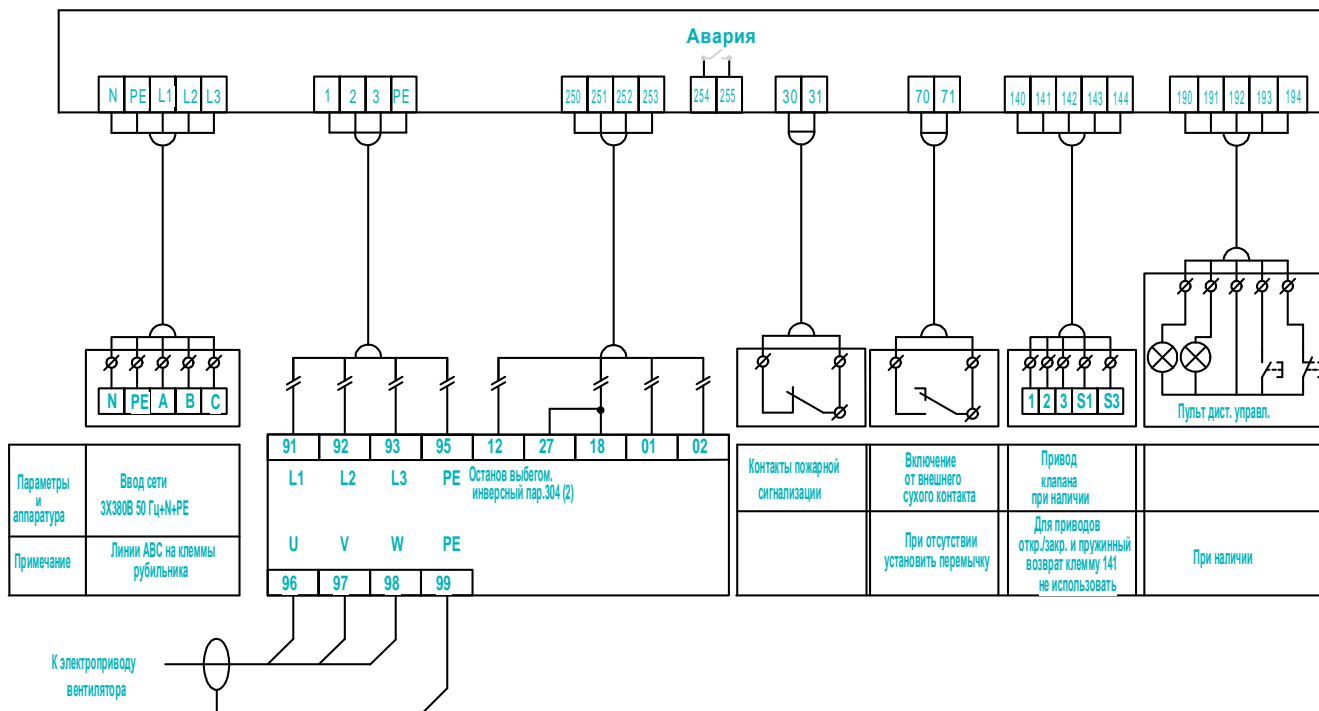 Авария
N PE L1 L2 L3
1 2 3 PE
250 251 252 253
254 255
30 31
70 71
140 141 142 143 144
190 191 192 193 194
N PE A B C
1 2 3 S1 S3
Пульт дист. управл.
91 92 93 95 12 27 18 01 02
L1 L2 L3 PE
Останов выбегом.
инверсный пар.304 (2)
U V W PE
96 97 98 99
Параметры
и
аппаратура
Ввод сети
3X380В 50 Гц+N+PE
Контакты пожарной
сигнализации
Включение
от внешнего
сухого контакта
Привод
клапана
при наличии
Примечание
Линии ABC на клеммы
рубильника
При отсутствии
установить перемычку
Для приводов
откр./закр. и пружинный
возврат клемму 141
не использовать
При наличии
К электроприводу
вентилятора